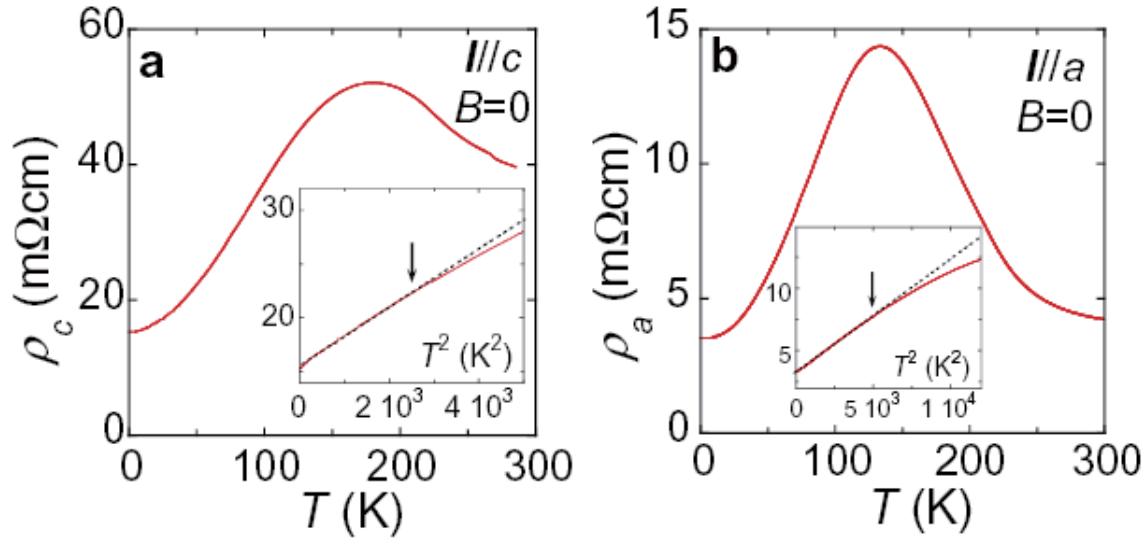 a
I//c
B=0
ρc (mΩcm)
60
40
20
0
0 100 200 300
T (K)
30
20
T² (K²)
0 2 10³ 4 10³
b
I//a
B=0
ρa (mΩcm)
15
10
5
0
0 100 200 300
T (K)
10
5
T² (K²)
0 5 10³ 1 10⁴